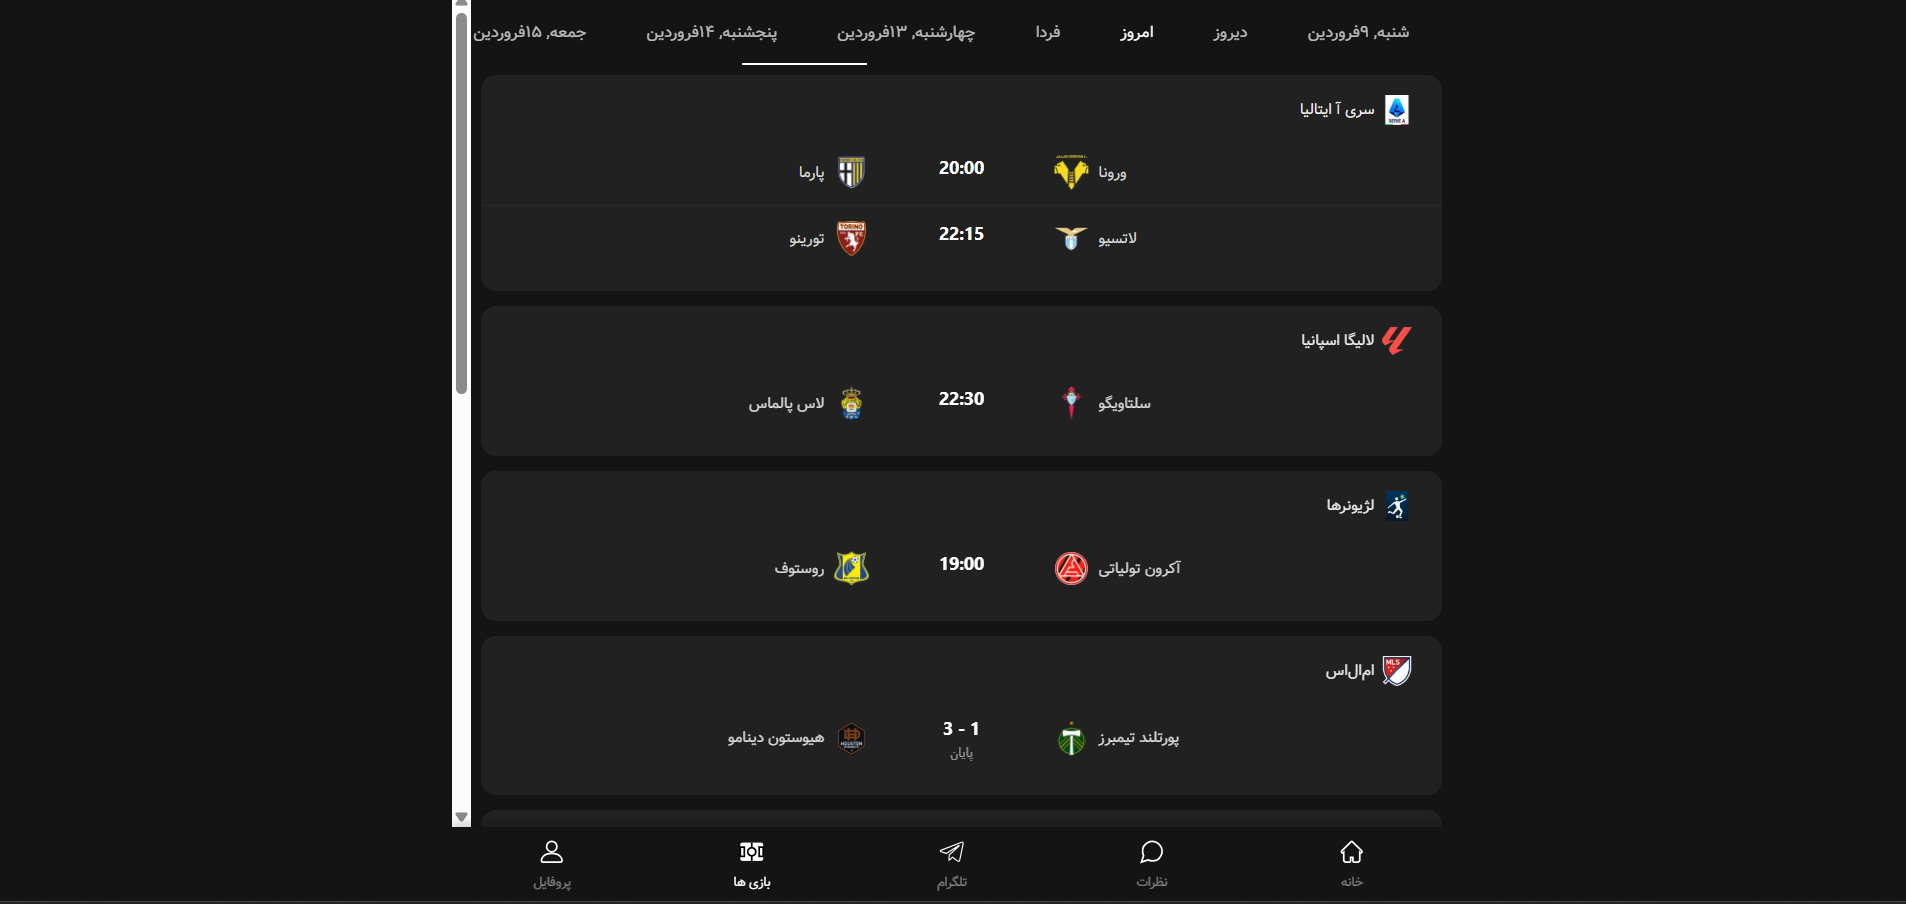 شنبه, ۹فروردین دیروز امروز فردا چهارشنبه, ۱۳فروردین پنجشنبه, ۱۴فروردین جمعه, ۱۵فروردین
سری آ ایتالیا
ورونا 20:00 پارما
لاتسیو 22:15 تورینو
لالیگا اسپانیا
سلتاویگو 22:30 لاس پالماس
لژیونرها
آکرون تولیاتی 19:00 روستوف
ام‌ال‌اس
پورتلند تیمبرز 3 - 1 هیوستون دینامو
پایان
خانه نظرات تلگرام بازی ها پروفایل